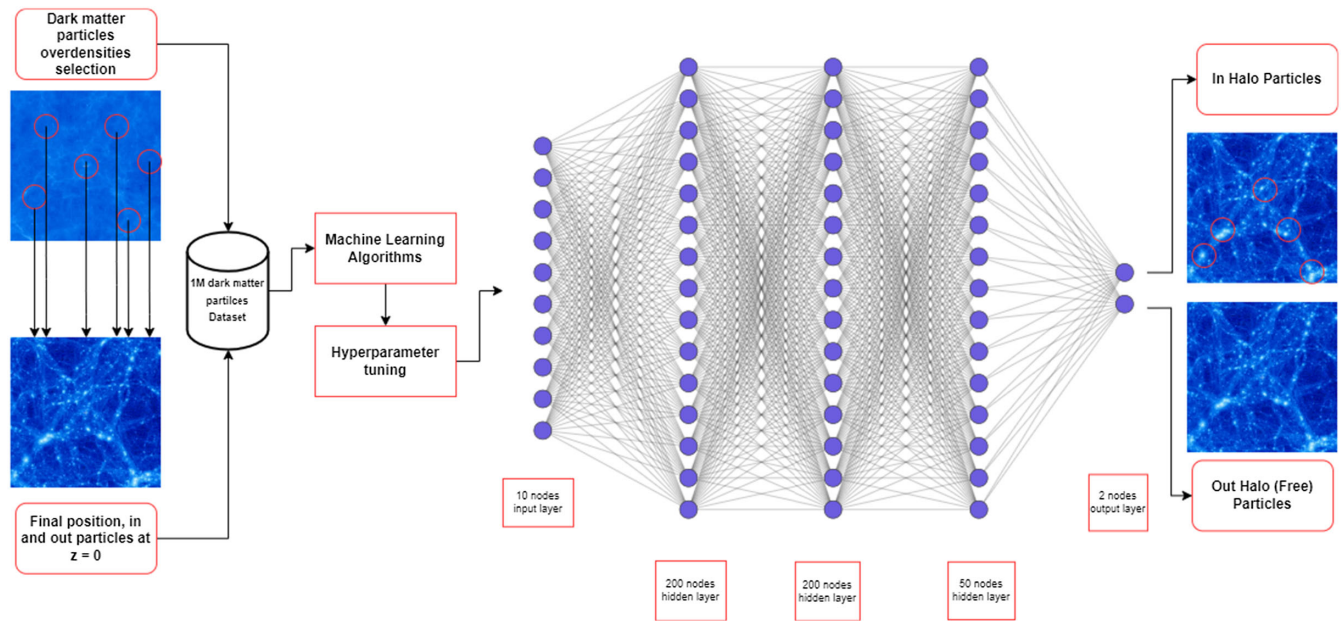 Dark matter
particles
overdensities
selection
1M dark matter
partilces
Dataset
Final position, in
and out particles at
z = 0
Machine Learning
Algorithms
Hyperparameter
tuning
10 nodes
input layer
200 nodes
hidden layer
200 nodes
hidden layer
50 nodes
hidden layer
2 nodes
output layer
In Halo Particles
Out Halo (Free)
Particles